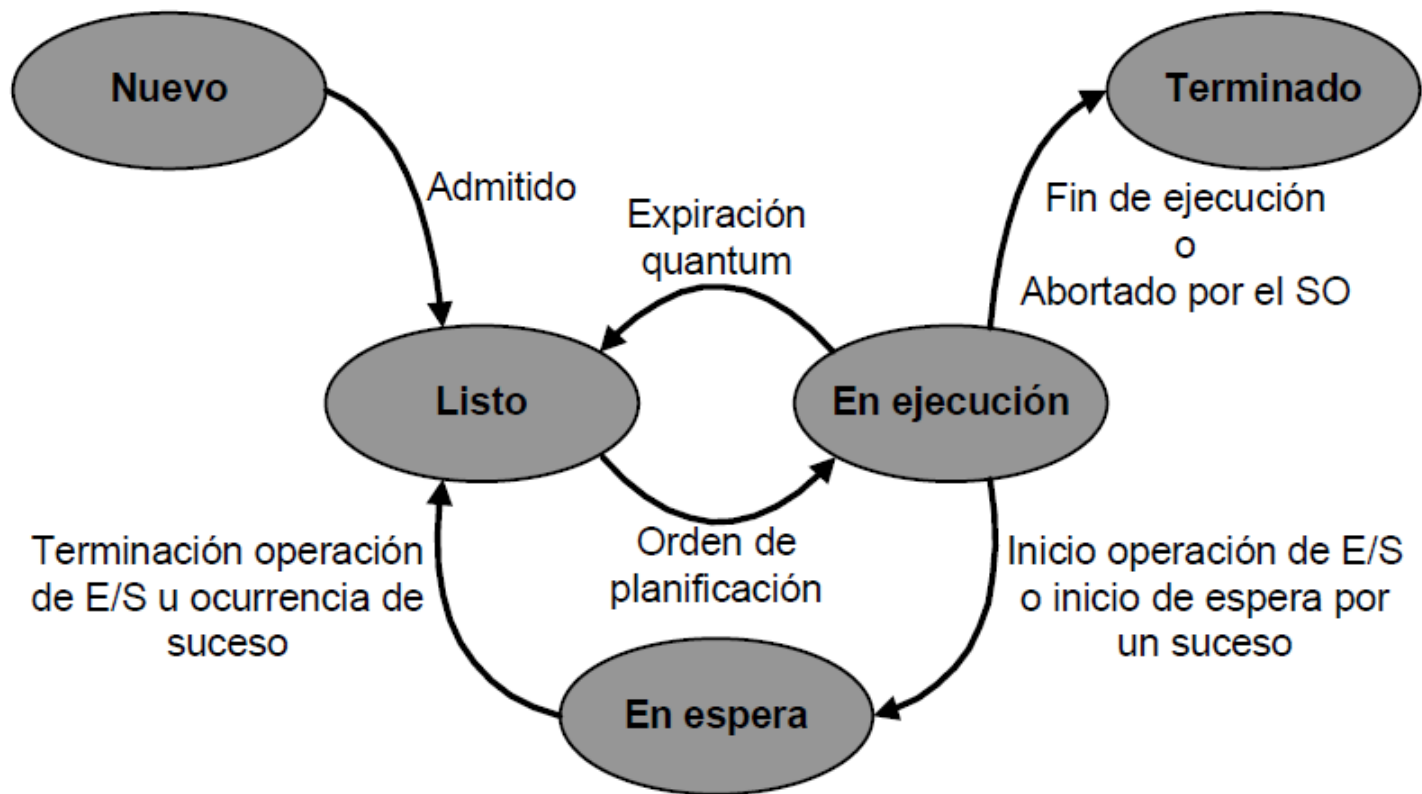 Nuevo
Terminado
Admitido
Expiración
quantum
Fin de ejecución
o
Abortado por el SO
Listo
En ejecución
Terminación operación
de E/S u ocurrencia de
suceso
Orden de
planificación
Inicio operación de E/S
o inicio de espera por
un suceso
En espera